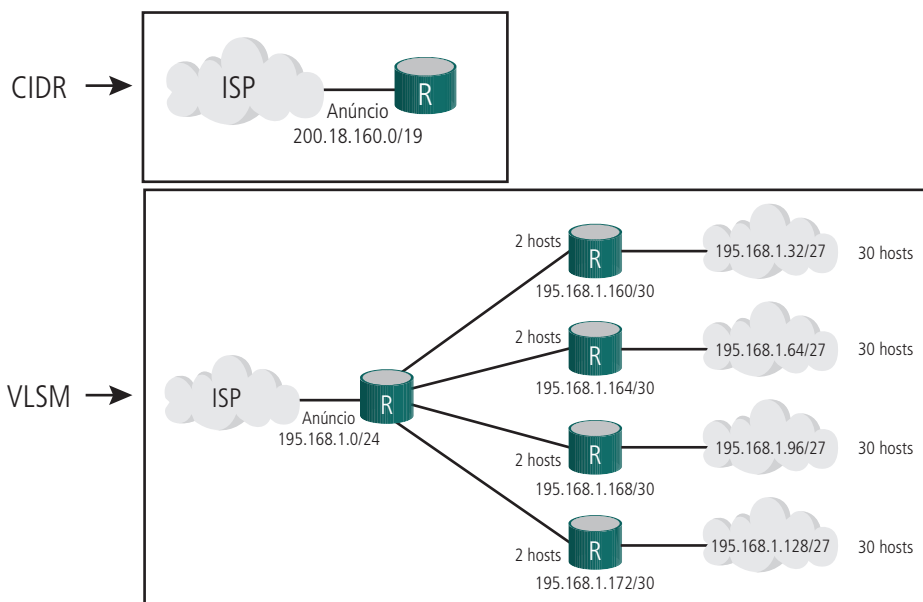 CIDR
ISP
R
Anúncio
200.18.160.0/19
VLSM
ISP
Anúncio
195.168.1.0/24
R
2 hosts
R
195.168.1.160/30
195.168.1.32/27
30 hosts
2 hosts
R
195.168.1.164/30
195.168.1.64/27
30 hosts
2 hosts
R
195.168.1.168/30
195.168.1.96/27
30 hosts
2 hosts
R
195.168.1.172/30
195.168.1.128/27
30 hosts